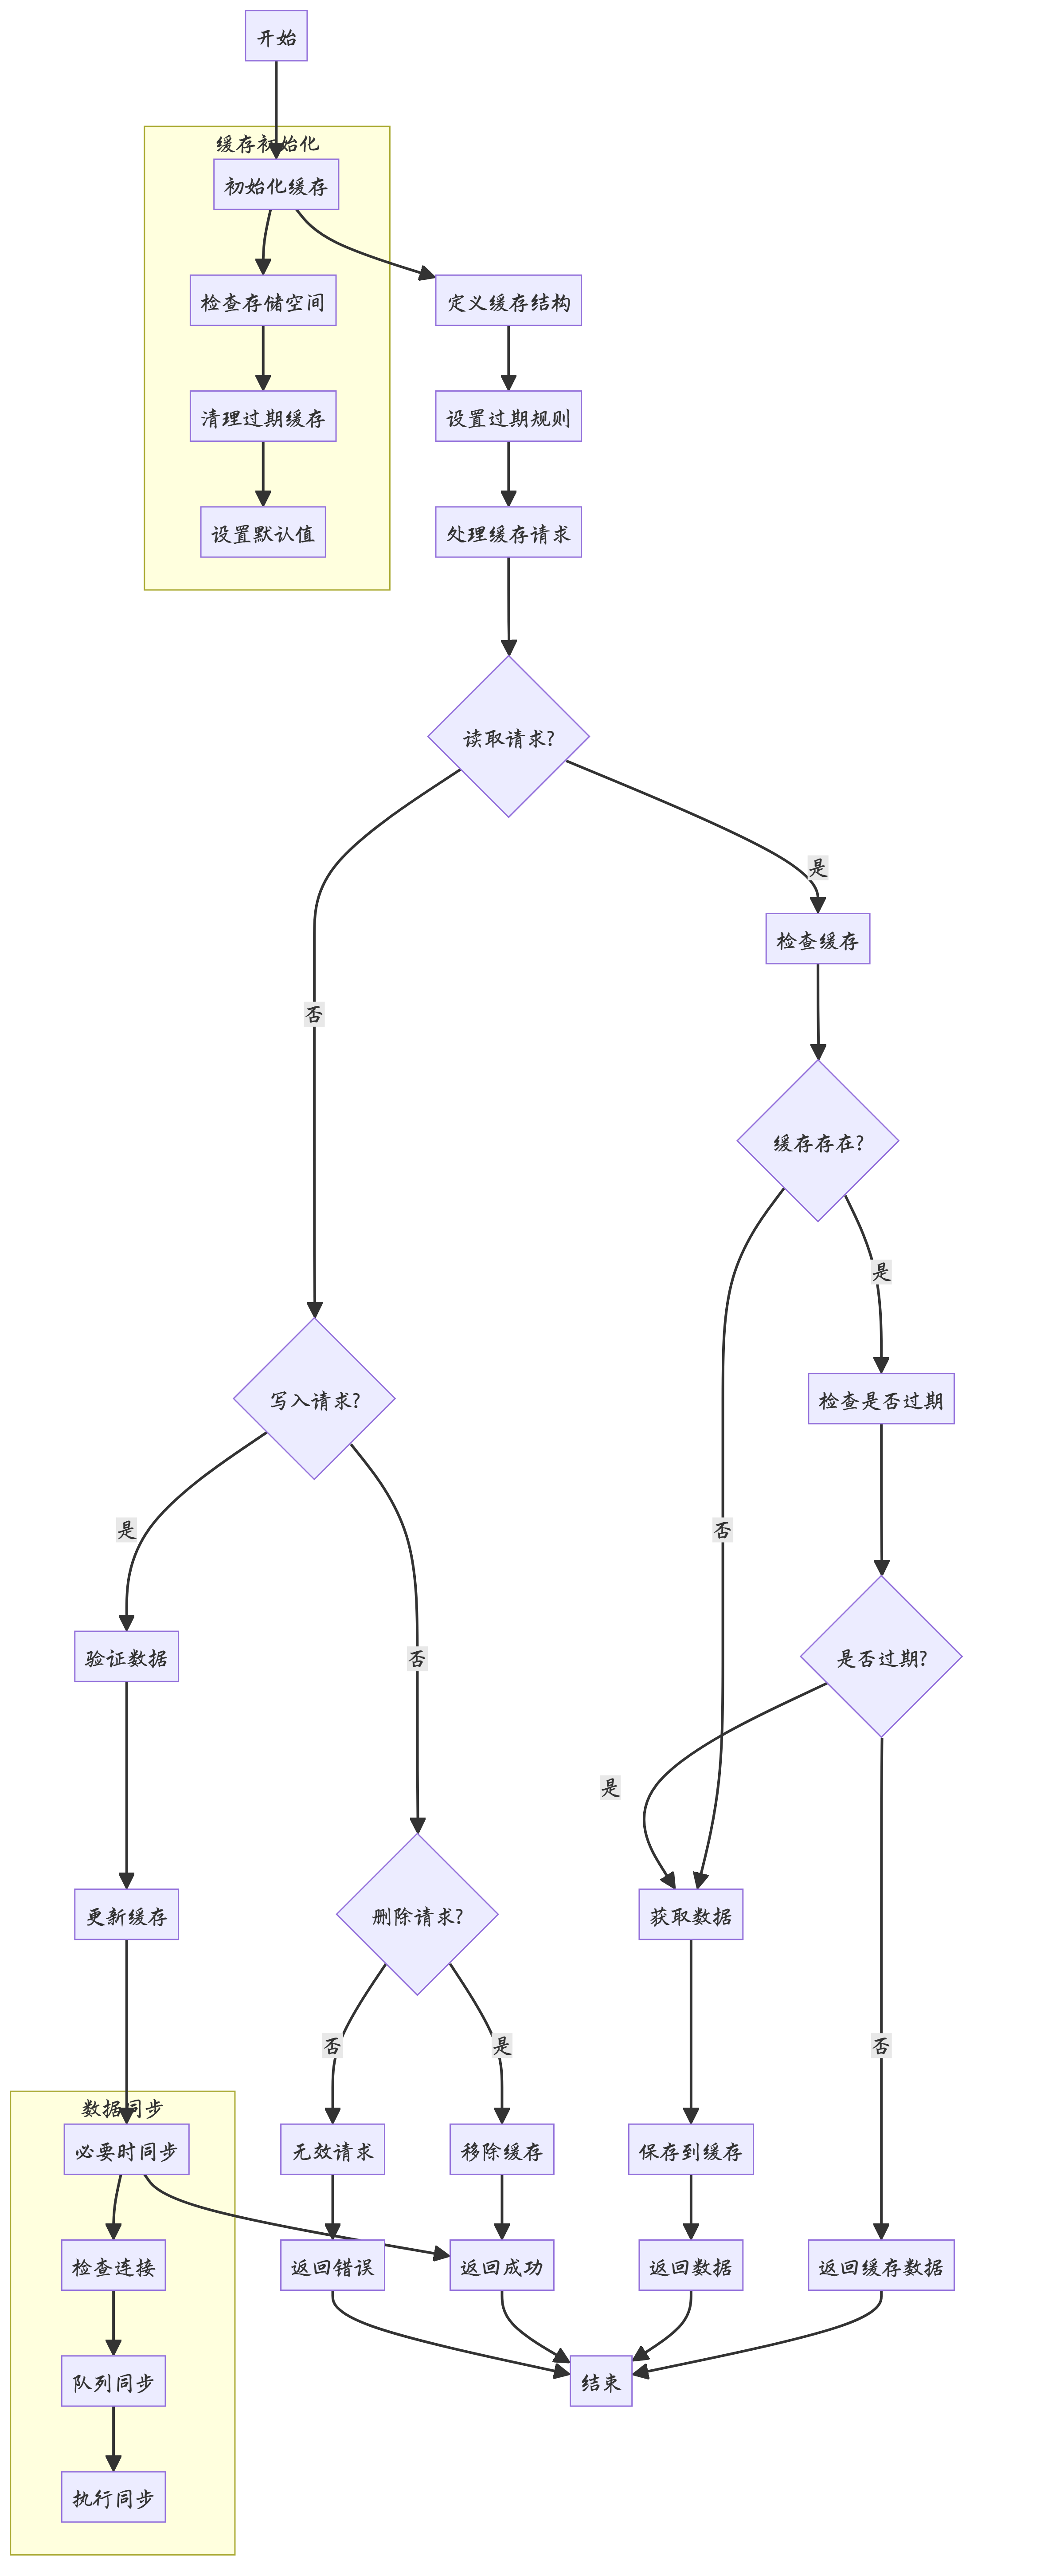 开始
缓存初始化
初始化缓存
检查存储空间
定义缓存结构
清理过期缓存
设置过期规则
设置默认值
处理缓存请求
读取请求?
是
检查缓存
否
缓存存在?
是
写入请求?
检查是否过期
是
否
否
验证数据
是否过期?
是
更新缓存
删除请求?
获取数据
否
是
否
数据同步
必要时同步
无效请求
移除缓存
保存到缓存
检查连接
返回错误
返回成功
返回数据
返回缓存数据
队列同步
结束
执行同步